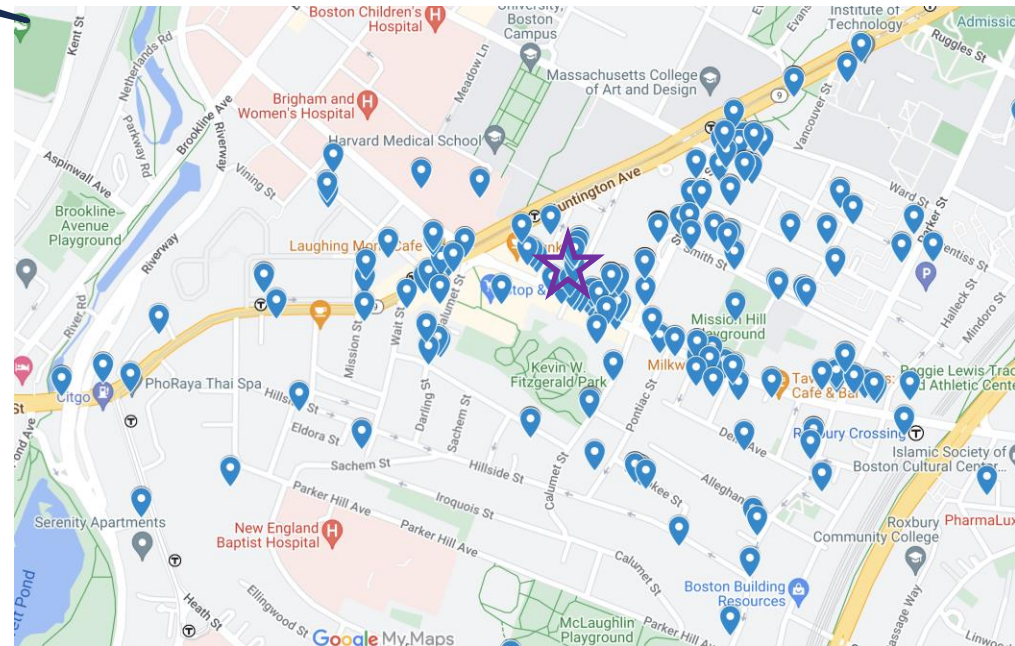 Boston Children's
Hospital
University,
Boston
Campus
Institute of
Technology
Admissio
Evans
Ruggles St
Kent St
Netherlands Rd
Parkway Rd
Brookline Ave
Riverway
Meadow Ln
Massachusetts College
of Art and Design
9
Vancouver St
Brigham and
Women's Hospital
Harvard Medical School
Aspinwall Ave
Vining St
Brookline
Avenue
Playground
Riverway
Huntington Ave
Ward St
Parker St
Prentiss St
Laughing Mon
Cafe
Smith St
P
Halleck St
Mindoro St
River Rd
Calumet St
Mission St
Wait St
Mission Hill
Kevin W.
Fitzgerald Park
Milkw
PhoRaya Thai Spa
Citgo
Pond Ave
Darling St
Sachem St
Pontiac St
Cafe & Bar
Reggie Lewis Trac
d Athletic Cente
Eldora St
Roxbury Crossing
Islamic Society of
Boston Cultural Center...
Sachem St
Hillside St
Calumet St
Parker Hill Ave
Iroquois St
Serenity Apartments
New England
Baptist Hospital
Parker Hill Ave
Roxbury
Community College
PharmaLux
Calumet St
Boston Building
Resources
Heath St
Ellingwood St
McLaughlin
Playground
Parker Hill Av
Google My Maps